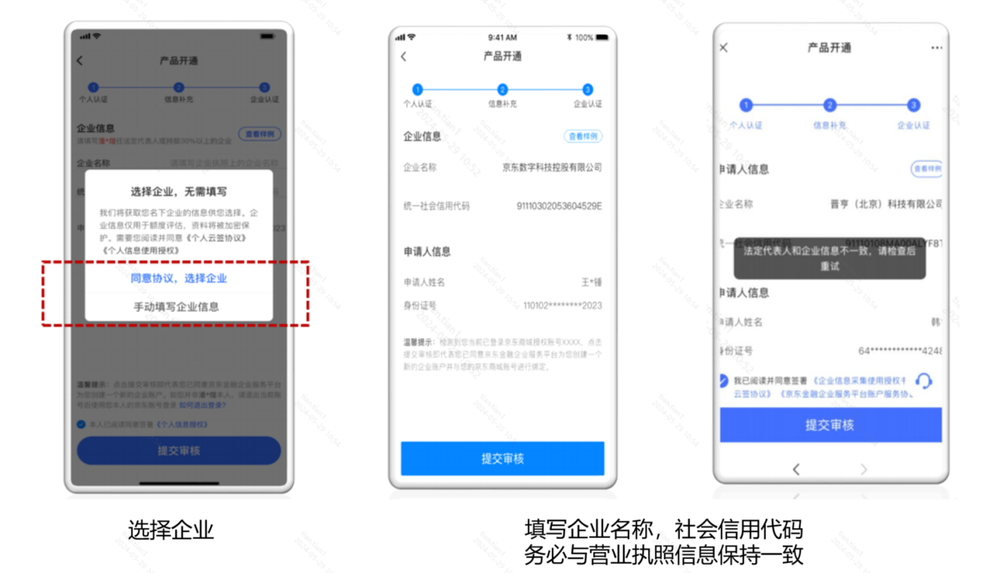 产品开通
1
2
3
个人认证
信息补充
企业认证
企业信息
查看样例
请填写潘*煌任法定代表人或持股30%以上的企业
企业名称
请填写企业执照上的企业名称
统
申
023
选择企业，无需填写
我们将获取您名下企业的信息供您选择。企
业信息仅用于额度评估，资料将被加密保
护。需要您阅读并同意《个人云签协议》
《个人信息使用授权》
同意协议，选择企业
手动填写企业信息
温馨提示：点击提交审核即代表您已同意京东金融企业服务平台
为您创建一个新的企业账户。如您并非潘*煌本人，请退出当前账
号后使用您本人的京东账号登录 如何退出登录?
本人已阅读同意签署《个人信息授权》
提交审核
选择企业
9:41 AM
100%
产品开通
1
2
3
个人认证
信息补充
企业认证
企业信息
查看样例
企业名称
京东数字科技控股有限公司
统一社会信用代码
91110302053604529E
申请人信息
申请人姓名
王*锺
身份证号
110102********2023
温馨提示：检测到您当前已登录京东商城授权账号XXXX，点击
提交审核即代表您已同意京东金融企业服务平台为您创建一个
新的企业账户并与您的京东商城账号进行绑定。
提交审核
产品开通
1
2
3
个人认证
信息补充
企业认证
申请人信息
查看样例
企业名称
晋亨（北京）科技有限公司
统一社会信用代码
91110108MA00ALYF8
法定代表人和企业信息不一致，请检查后
重试
申请人信息
申请人姓名
韩
身份证号
64************4248
我已阅读并同意签署《企业信息采集使用授权书
云签协议》《京东金融企业服务平台账户服务协
提交审核
填写企业名称，社会信用代码
务必与营业执照信息保持一致